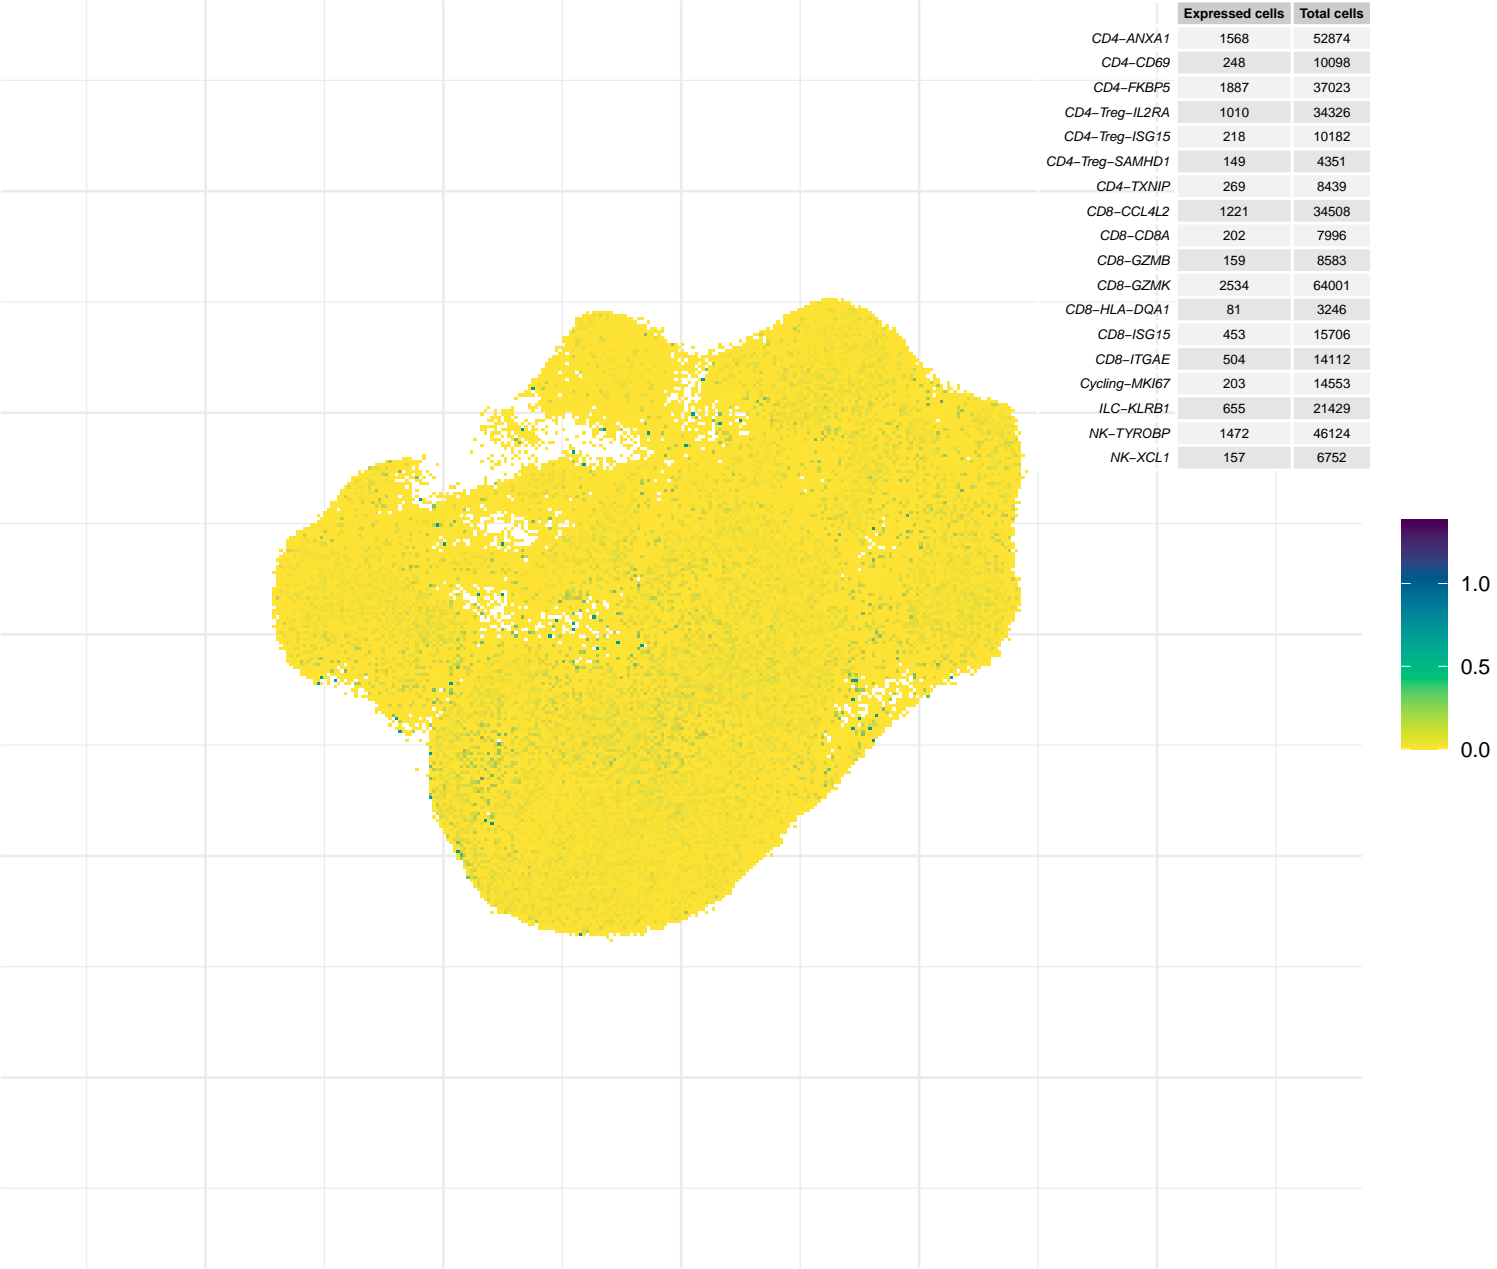 Expressed cells Total cells
CD4−ANXA1 1568 52874
CD4−CD69 248 10098
CD4−FKBP5 1887 37023
CD4−Treg−IL2RA 1010 34326
CD4−Treg−ISG15 218 10182
CD4−Treg−SAMHD1 149 4351
CD4−TXNIP 269 8439
CD8−CCL4L2 1221 34508
CD8−CD8A 202 7996
CD8−GZMB 159 8583
CD8−GZMK 2534 64001
CD8−HLA−DQA1 81 3246
CD8−ISG15 453 15706
CD8−ITGAE 504 14112
Cycling−MKI67 203 14553
ILC−KLRB1 655 21429
NK−TYROBP 1472 46124
NK−XCL1 157 6752
1.0
0.5
0.0